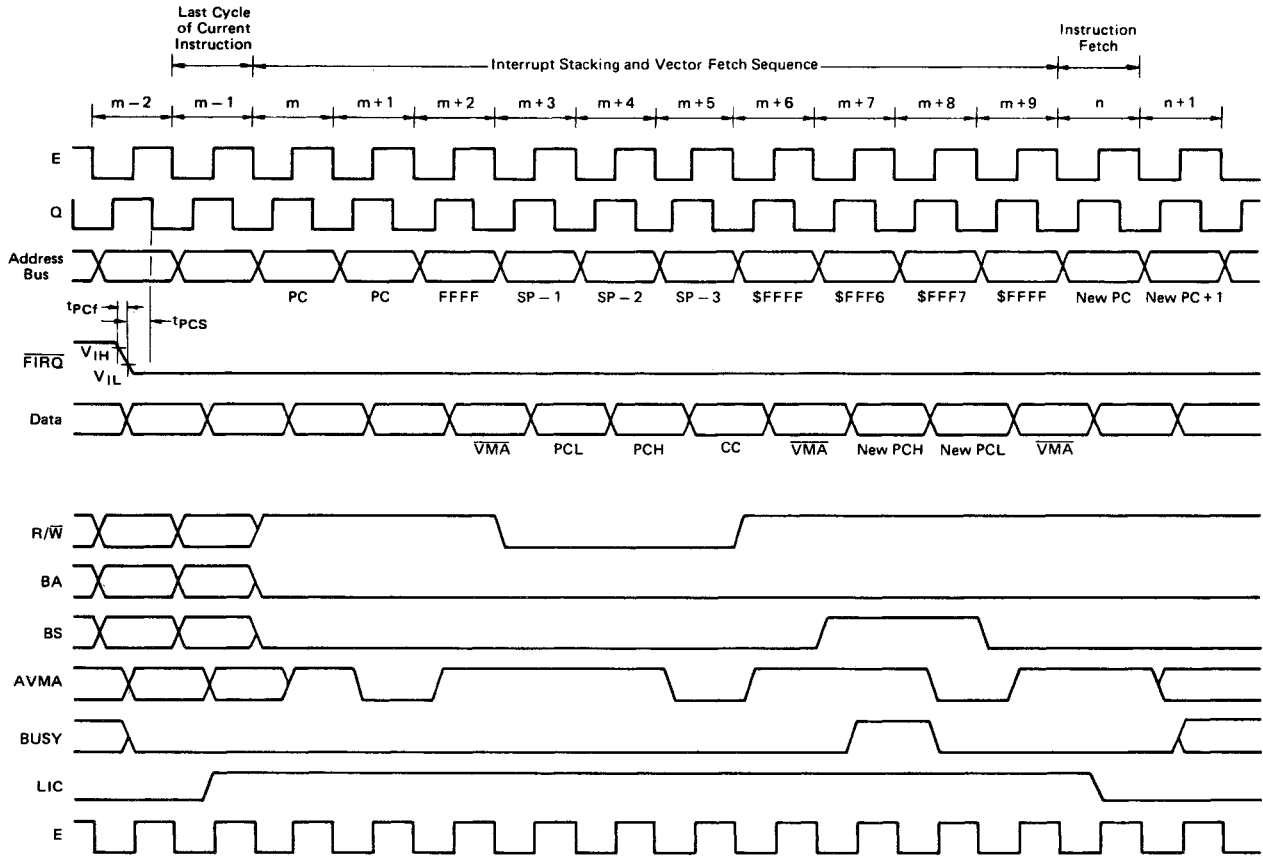 Last Cycle
of Current
Instruction
Instruction
Fetch
Interrupt Stacking and Vector Fetch Sequence
m – 2 m – 1 m m + 1 m + 2 m + 3 m + 4 m + 5 m + 6 m + 7 m + 8 m + 9 n n + 1
E
Q
Address
Bus
PC PC FFFF SP – 1 SP – 2 SP – 3 $FFFF $FFF6 $FFF7 $FFFF New PC New PC + 1
tPCf
tPCS
VIH
FIRQ
VIL
Data
VMA PCL PCH CC VMA New PCH New PCL VMA
R/W
BA
BS
AVMA
BUSY
LIC
E